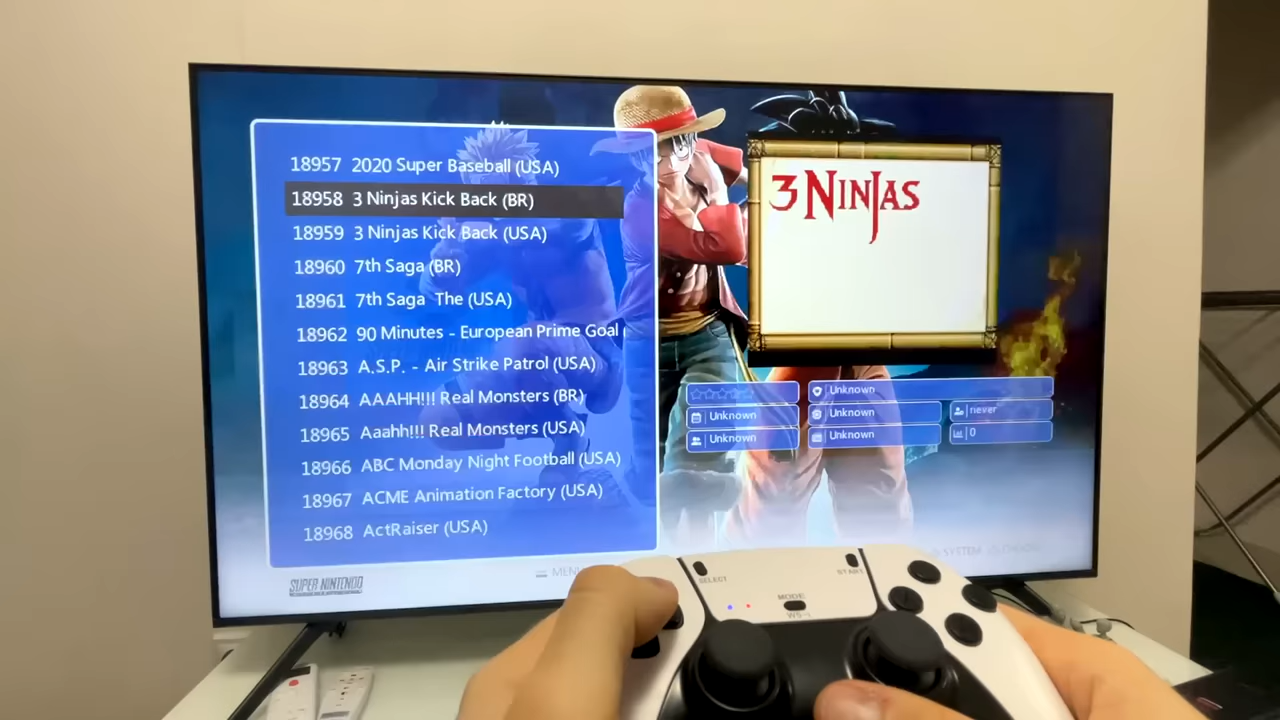 18957 2020 Super Baseball (USA)
18958 3 Ninjas Kick Back (BR)
18959 3 Ninjas Kick Back (USA)
18960 7th Saga (BR)
18961 7th Saga The (USA)
18962 90 Minutes - European Prime Goal (
18963 A.S.P. - Air Strike Patrol (USA)
18964 AAAHH!!! Real Monsters (BR)
18965 Aaahh!!! Real Monsters (USA)
18966 ABC Monday Night Football (USA)
18967 ACME Animation Factory (USA)
18968 ActRaiser (USA)
3 NINJAS
Unknown
Unknown
Unknown
never
Unknown
Unknown
0
SUPER NINTENDO
MENU
SYSTEM
SELECT
START
MODE